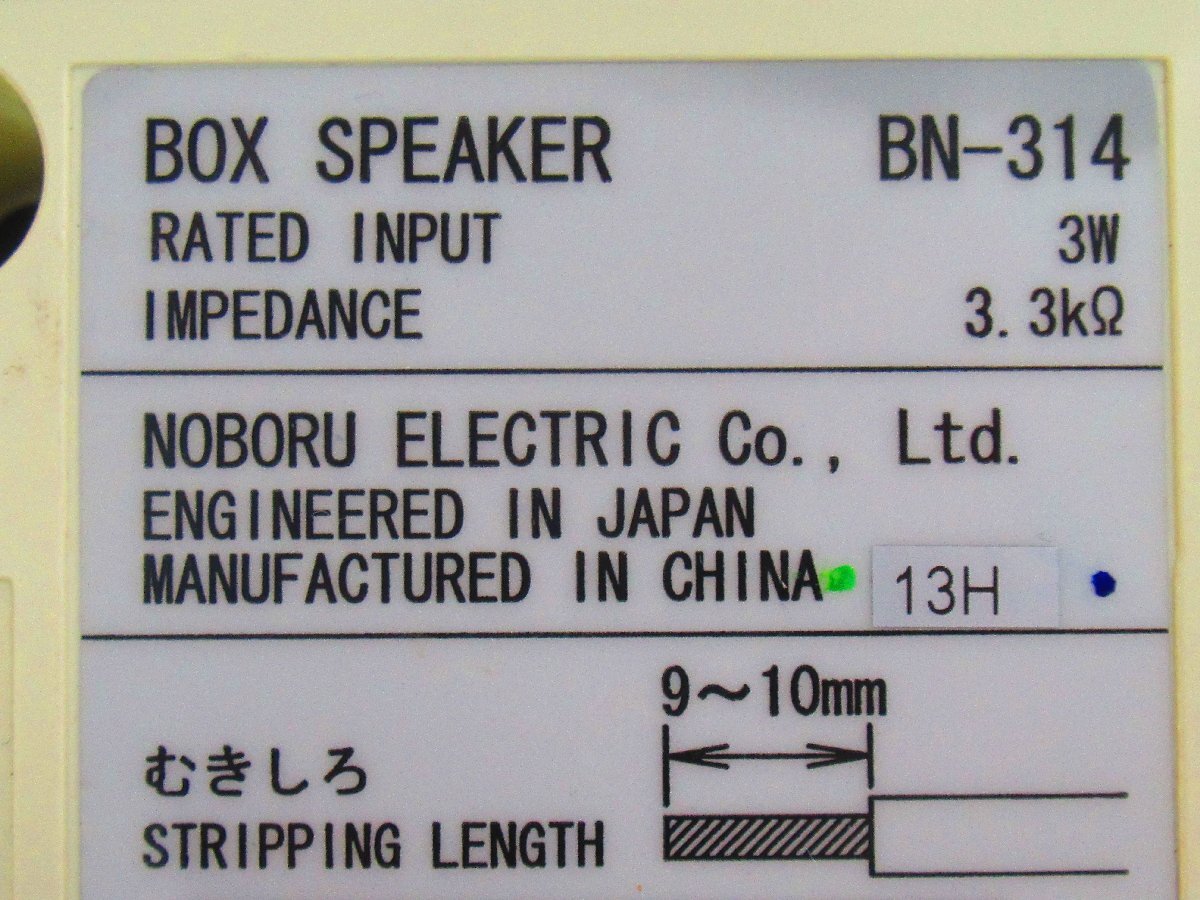 BOX SPEAKER BN-314
RATED INPUT 3W
IMPEDANCE 3.3kΩ
NOBORU ELECTRIC Co., Ltd.
ENGINEERED IN JAPAN
MANUFACTURED IN CHINA 13H
9～10mm
むきしろ
STRIPPING LENGTH